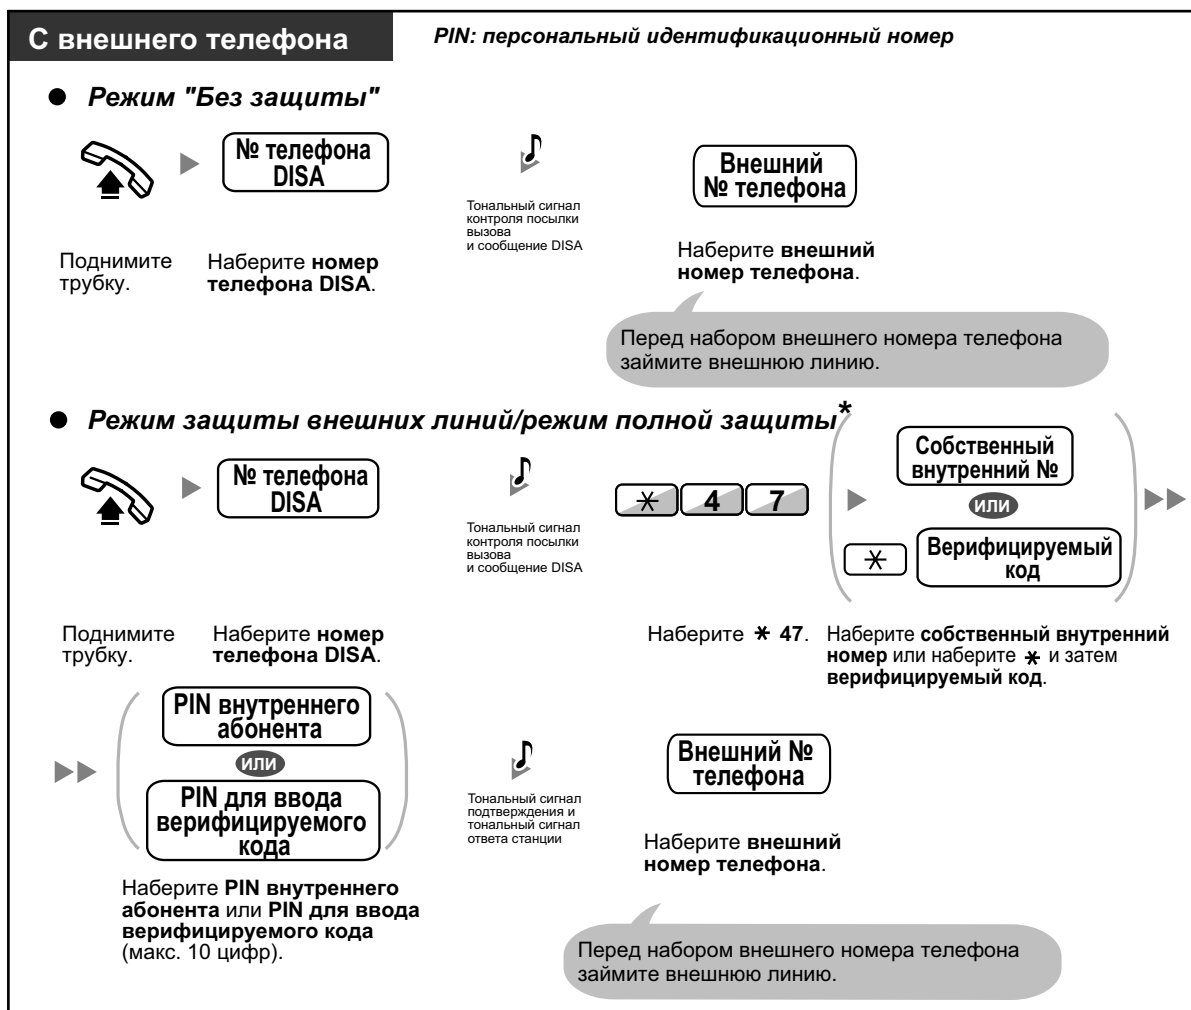 С внешнего телефона
PIN: персональный идентификационный номер
● Режим "Без защиты"
№ телефона
DISA
Внешний
№ телефона
Тональный сигнал
контроля посылки
вызова
и сообщение DISA
Поднимите
трубку.
Наберите номер
телефона DISA.
Наберите внешний
номер телефона.
Перед набором внешнего номера телефона
займите внешнюю линию.
● Режим защиты внешних линий/режим полной защиты*
№ телефона
DISA
Тональный сигнал
контроля посылки
вызова
и сообщение DISA
* 4 7
Собственный
внутренний №
ИЛИ
* Верифицируемый
код
Поднимите
трубку.
Наберите номер
телефона DISA.
Наберите * 47.
Наберите собственный внутренний
номер или наберите * и затем
верифицируемый код.
PIN внутреннего
абонента
ИЛИ
PIN для ввода
верифицируемого
кода
Тональный сигнал
подтверждения и
тональный сигнал
ответа станции
Внешний №
телефона
Наберите внешний
номер телефона.
Наберите PIN внутреннего
абонента или PIN для ввода
верифицируемого кода
(макс. 10 цифр).
Перед набором внешнего номера телефона
займите внешнюю линию.